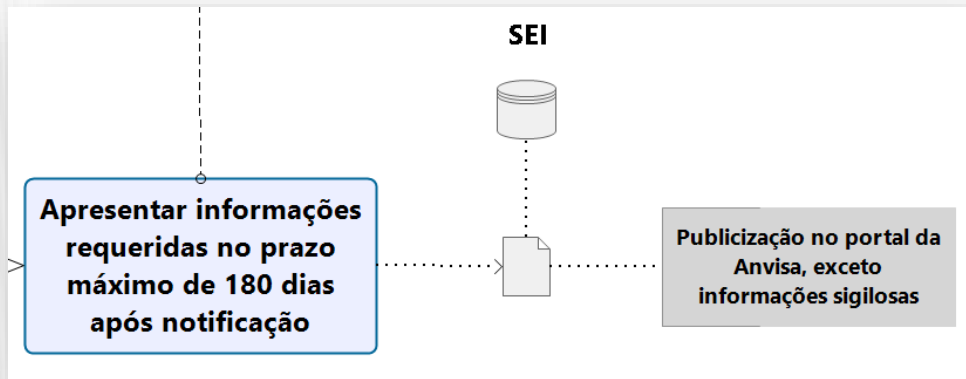 SEI
Apresentar informações
requeridas no prazo
máximo de 180 dias
após notificação
Publicização no portal da
Anvisa, exceto
informações sigilosas